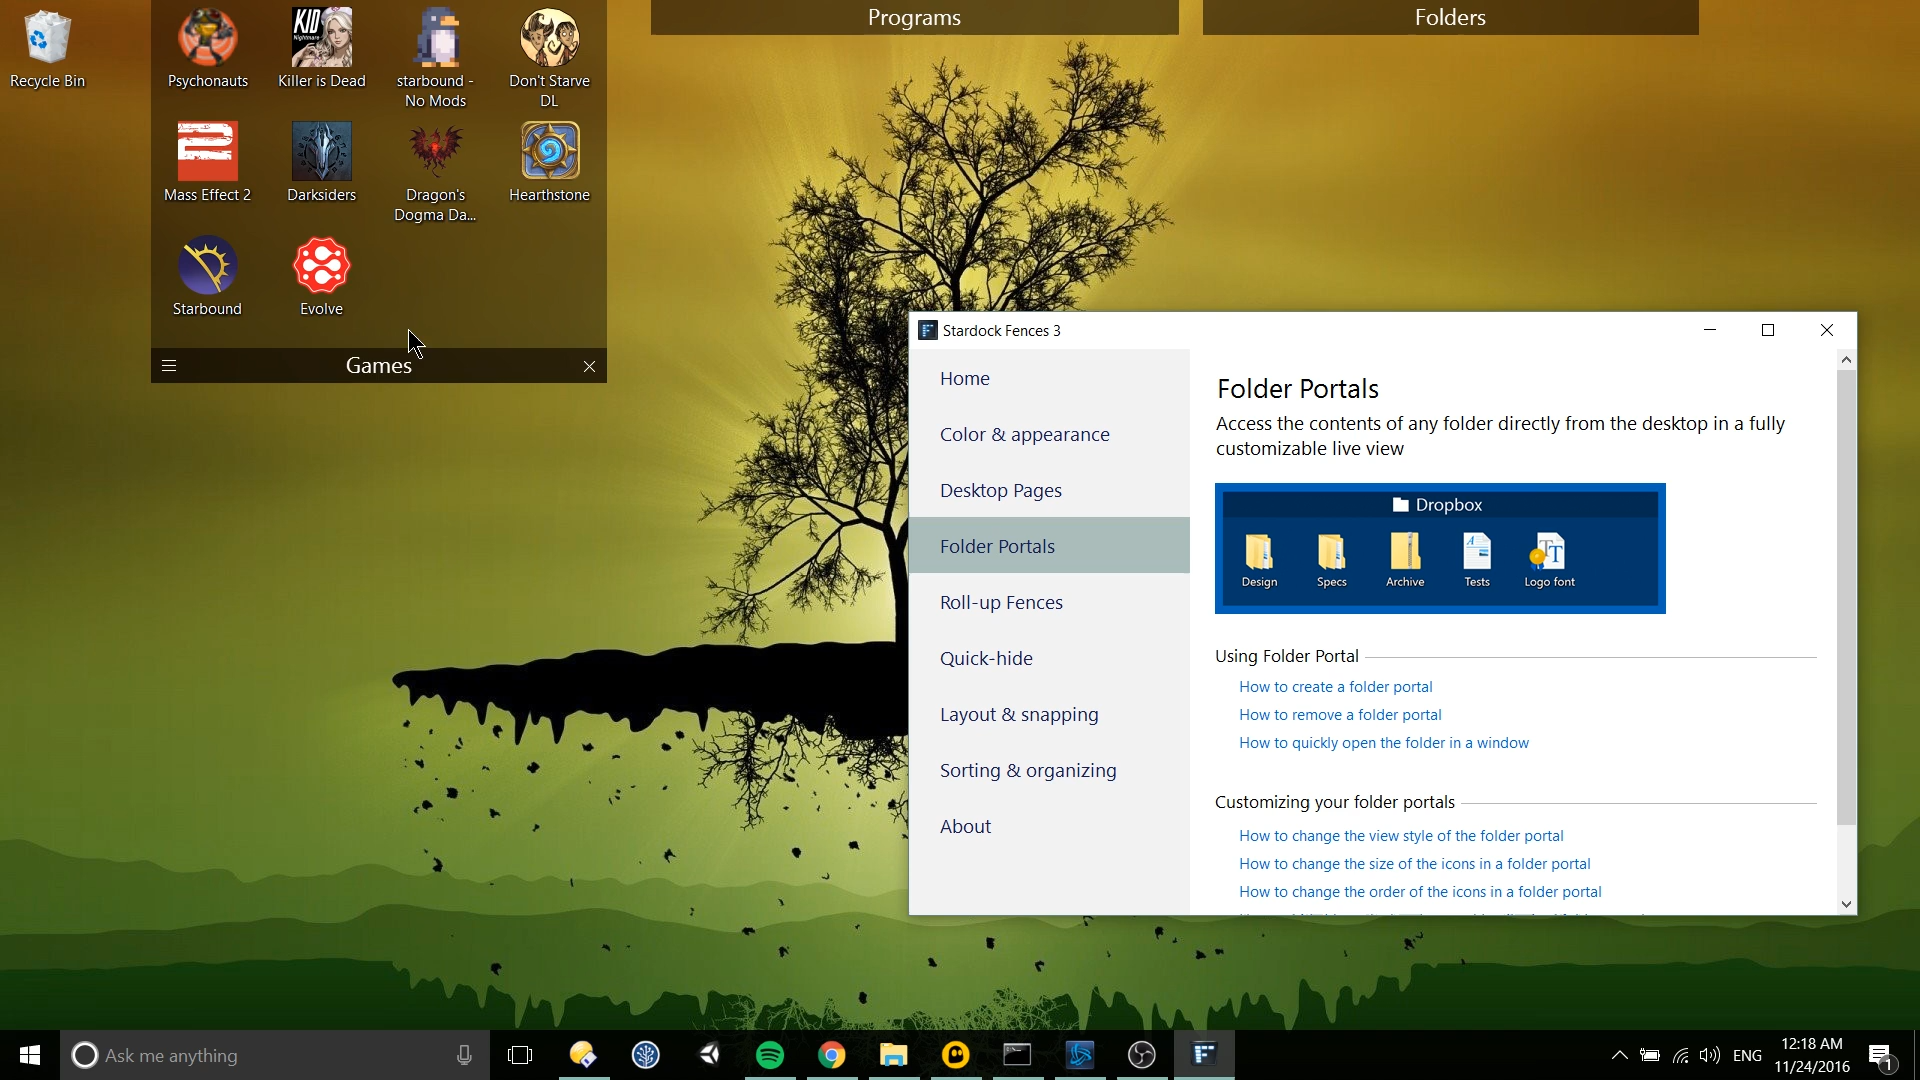 Programs
Folders
Recycle Bin
Psychonauts
KID
Nightmare
Killer is Dead
starbound -
No Mods
Don't Starve
DL
2
Mass Effect 2
Darksiders
Dragon's
Dogma Da...
Hearthstone
Starbound
Evolve
Games
Stardock Fences 3
Home
Color & appearance
Desktop Pages
Folder Portals
Roll-up Fences
Quick-hide
Layout & snapping
Sorting & organizing
About
Folder Portals
Access the contents of any folder directly from the desktop in a fully
customizable live view
Dropbox
Design
Specs
Archive
Tests
Logo font
Using Folder Portal
How to create a folder portal
How to remove a folder portal
How to quickly open the folder in a window
Customizing your folder portals
How to change the view style of the folder portal
How to change the size of the icons in a folder portal
How to change the order of the icons in a folder portal
Ask me anything
ENG
12:18 AM
11/24/2016
1